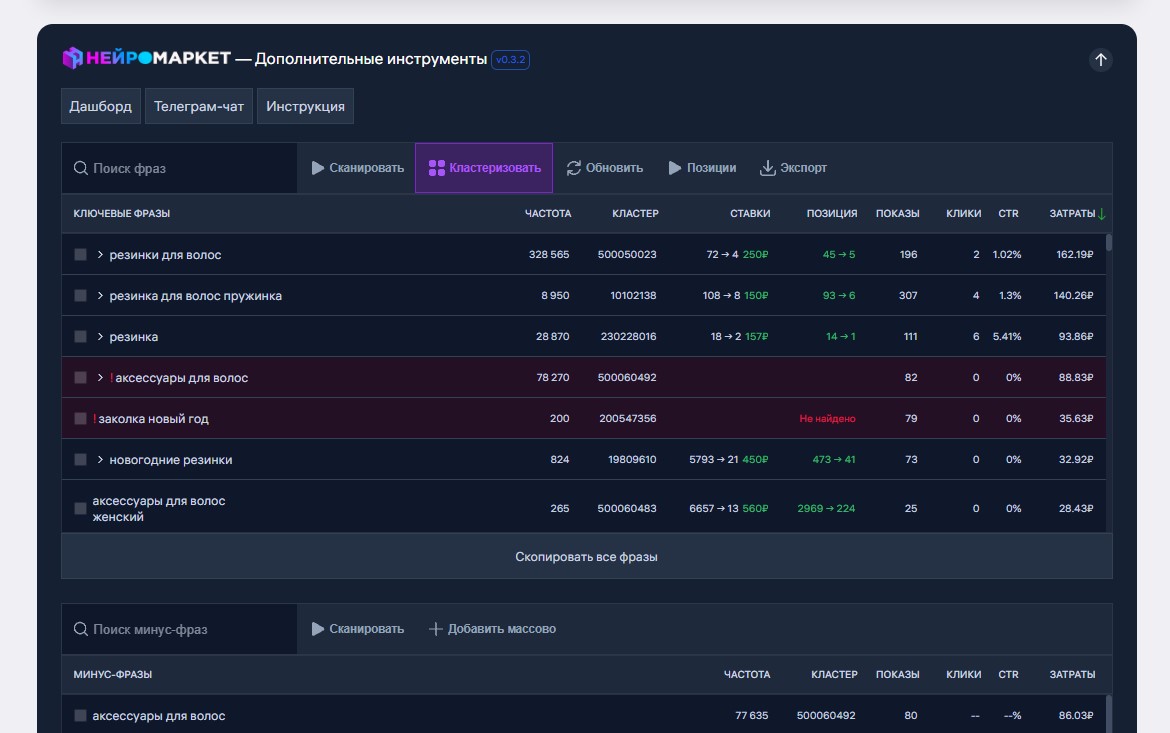 НЕЙРОМАРКЕТ — Дополнительные инструменты v0.3.2
Дашборд Телеграм-чат Инструкция
Поиск фраз Сканировать Кластеризовать Обновить Позиции Экспорт
КЛЮЧЕВЫЕ ФРАЗЫ ЧАСТОТА КЛАСТЕР СТАВКИ ПОЗИЦИЯ ПОКАЗЫ КЛИКИ CTR ЗАТРАТЫ ↓
> резинки для волос 328 565 500050023 72 → 4 250₽ 45 → 5 196 2 1.02% 162.19₽
> резинка для волос пружинка 8 950 10102138 108 → 8 150₽ 93 → 6 307 4 1.3% 140.26₽
> резинка 28 870 230228016 18 → 2 157₽ 14 → 1 111 6 5.41% 93.86₽
> ! аксессуары для волос 78 270 500060492 82 0 0% 88.83₽
! заколка новый год 200 200547356 Не найдено 79 0 0% 35.63₽
> новогодние резинки 824 19809610 5793 → 21 450₽ 473 → 41 73 0 0% 32.92₽
аксессуары для волос
женский 265 500060483 6657 → 13 560₽ 2969 → 224 25 0 0% 28.43₽
Скопировать все фразы
Поиск минус-фраз Сканировать Добавить массово
МИНУС-ФРАЗЫ ЧАСТОТА КЛАСТЕР ПОКАЗЫ КЛИКИ CTR ЗАТРАТЫ
аксессуары для волос 77 635 500060492 80 -- --% 86.03₽